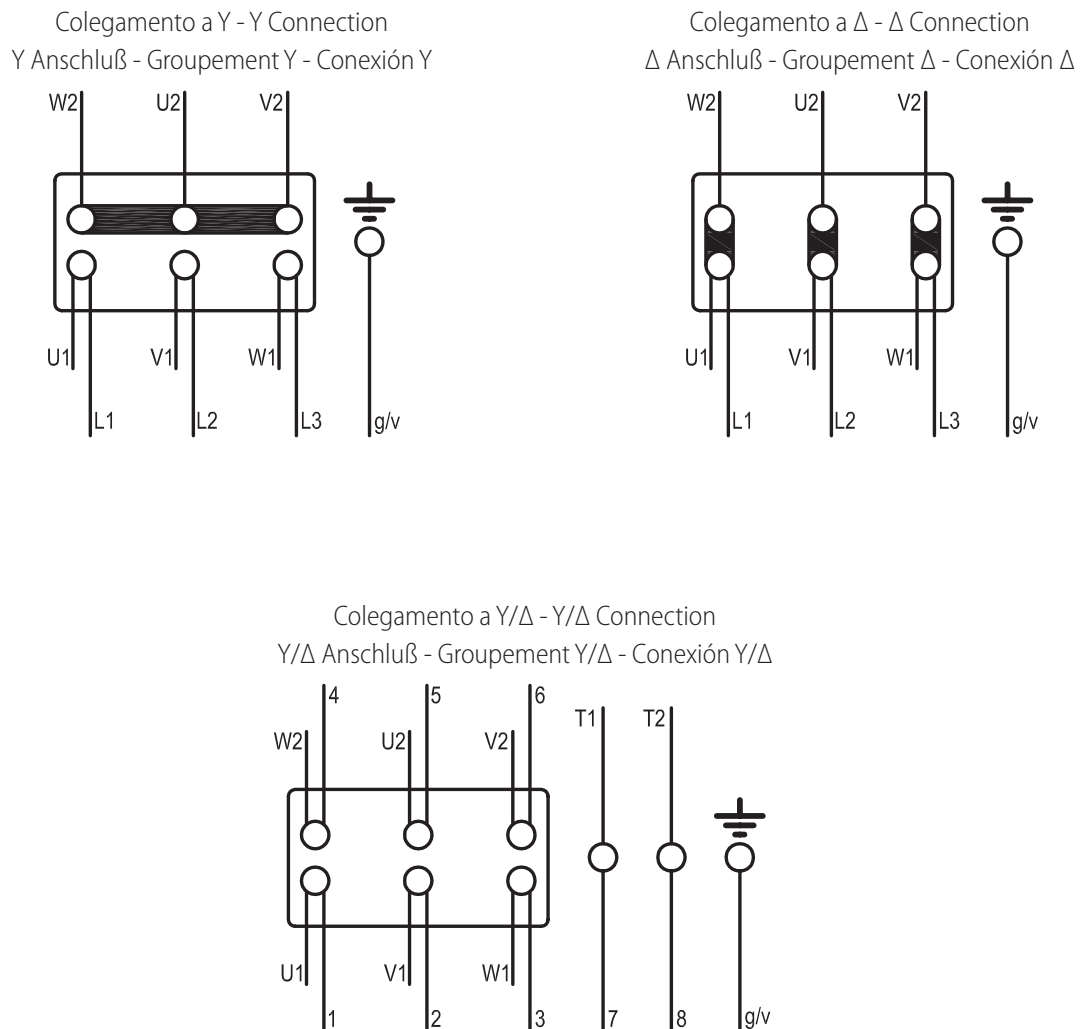 Colegamento a Y - Y Connection
Y Anschluß - Groupement Y - Conexión Y
W2 U2 V2
U1 V1 W1
L1 L2 L3 g/v
Colegamento a Δ - Δ Connection
Δ Anschluß - Groupement Δ - Conexión Δ
W2 U2 V2
U1 V1 W1
L1 L2 L3 g/v
Colegamento a Y/Δ - Y/Δ Connection
Y/Δ Anschluß - Groupement Y/Δ - Conexión Y/Δ
4 5 6
T1 T2
W2 U2 V2
U1 V1 W1
1 2 3 7 8 g/v